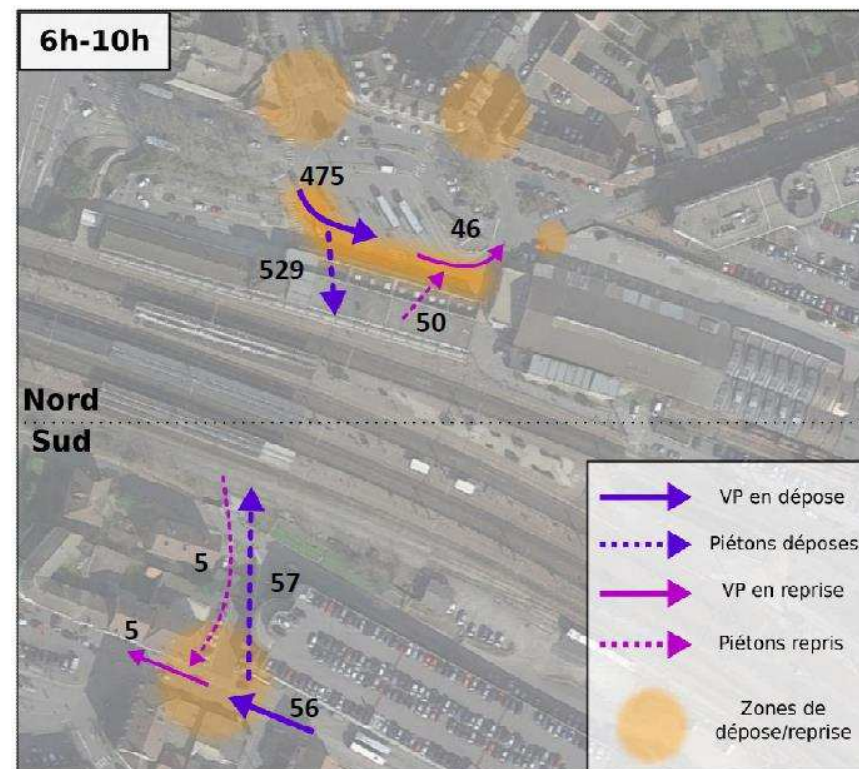 6h-10h
475
46
529
50
Nord
Sud
5
57
5
56
VP en dépose
Piétons déposes
VP en reprise
Piétons repris
Zones de
dépose/reprise